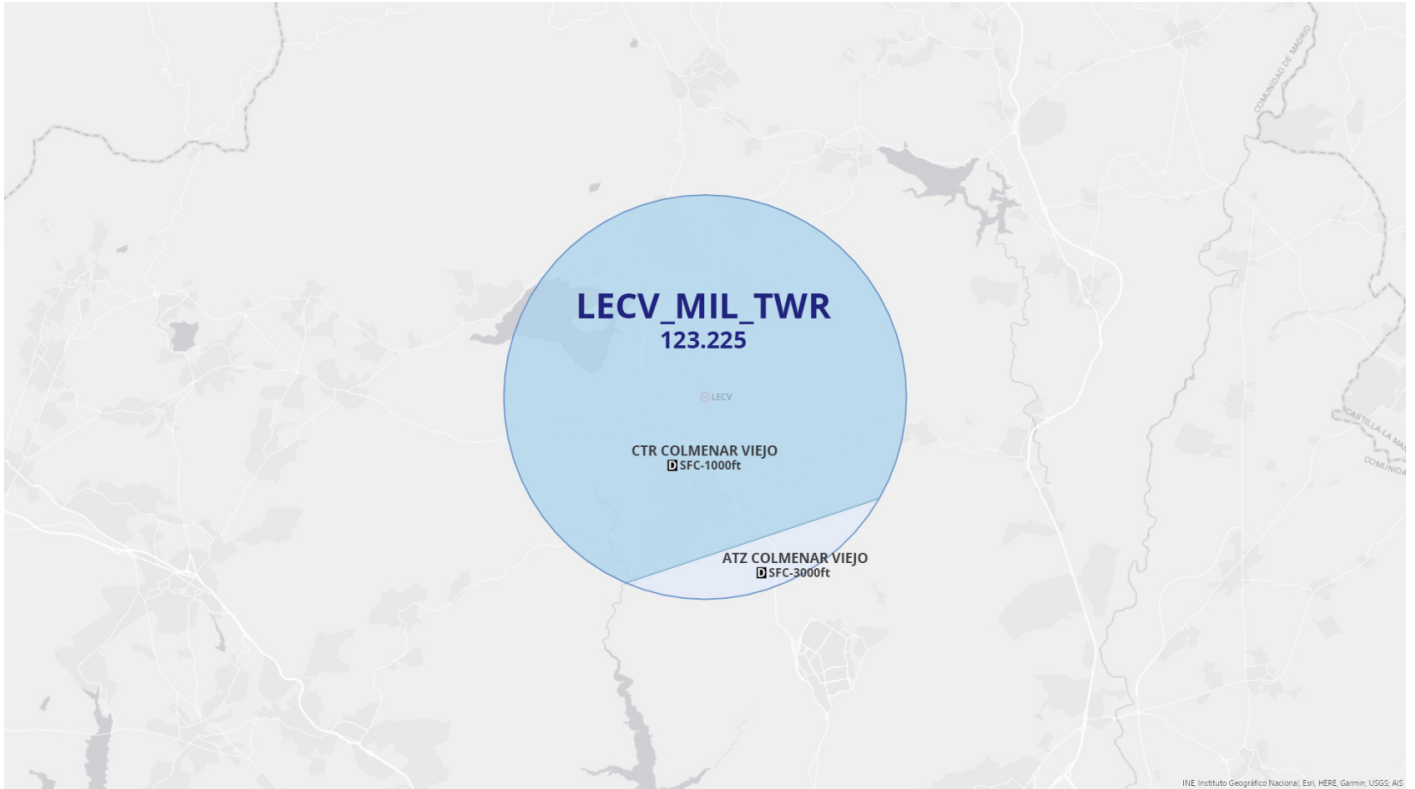 COMUNIDAD DE MADRID
LECV_MIL_TWR
123.225
LECV
CTR COLMENAR VIEJO
D SFC-1000ft
ATZ COLMENAR VIEJO
D SFC-3000ft
CASTILLA-LA
COMUNIDA
INE, Instituto Geográfico Nacional, Esri, HERE, Garmin, USGS; AIS